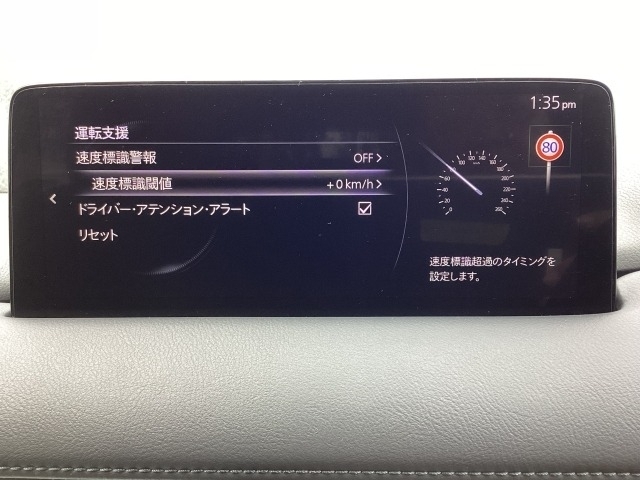 1:35 pm
運転支援
速度標識警報 OFF
速度標識閾値 +0 km/h
ドライバー・アテンション・アラート
リセット
80
速度標識超過のタイミングを
設定します。